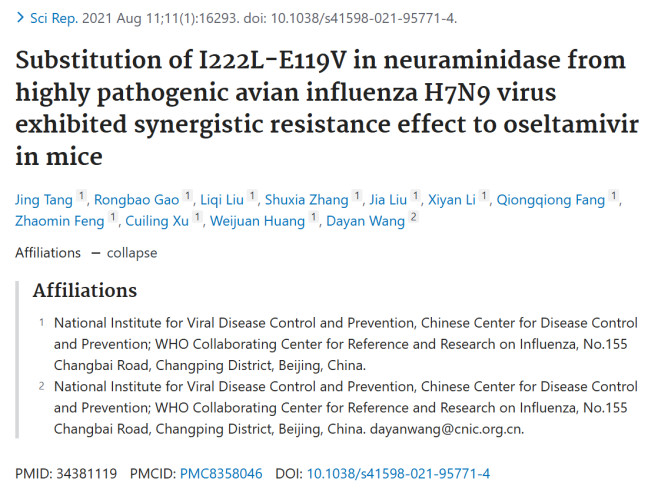 Sci Rep. 2021 Aug 11;11(1):16293. doi: 10.1038/s41598-021-95771-4.
Substitution of I222L-E119V in neuraminidase from
highly pathogenic avian influenza H7N9 virus
exhibited synergistic resistance effect to oseltamivir
in mice
Jing Tang 1, Rongbao Gao 1, Liqi Liu 1, Shuxia Zhang 1, Jia Liu 1, Xiyan Li 1, Qiongqiong Fang 1,
Zhaomin Feng 1, Cuiling Xu 1, Weijuan Huang 1, Dayan Wang 2
Affiliations – collapse
Affiliations
1 National Institute for Viral Disease Control and Prevention, Chinese Center for Disease Control
and Prevention; WHO Collaborating Center for Reference and Research on Influenza, No.155
Changbai Road, Changping District, Beijing, China.
2 National Institute for Viral Disease Control and Prevention, Chinese Center for Disease Control
and Prevention; WHO Collaborating Center for Reference and Research on Influenza, No.155
Changbai Road, Changping District, Beijing, China. dayanwang@cnic.org.cn.
PMID: 34381119 PMCID: PMC8358046 DOI: 10.1038/s41598-021-95771-4